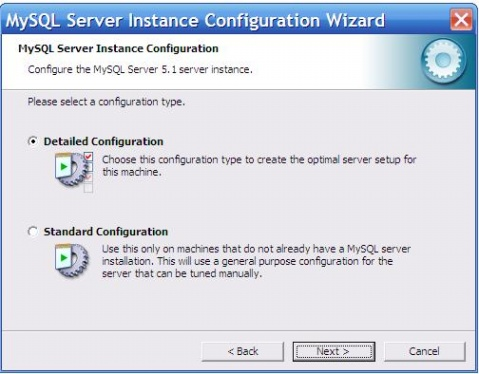 MySQL Server Instance Configuration Wizard
MySQL Server Instance Configuration
Configure the MySQL Server 5.1 server instance.
Please select a configuration type.
Detailed Configuration
Choose this configuration type to create the optimal server setup for
this machine.
Standard Configuration
Use this only on machines that do not already have a MySQL server
installation. This will use a general purpose configuration for the
server that can be tuned manually.
< Back
Next >
Cancel